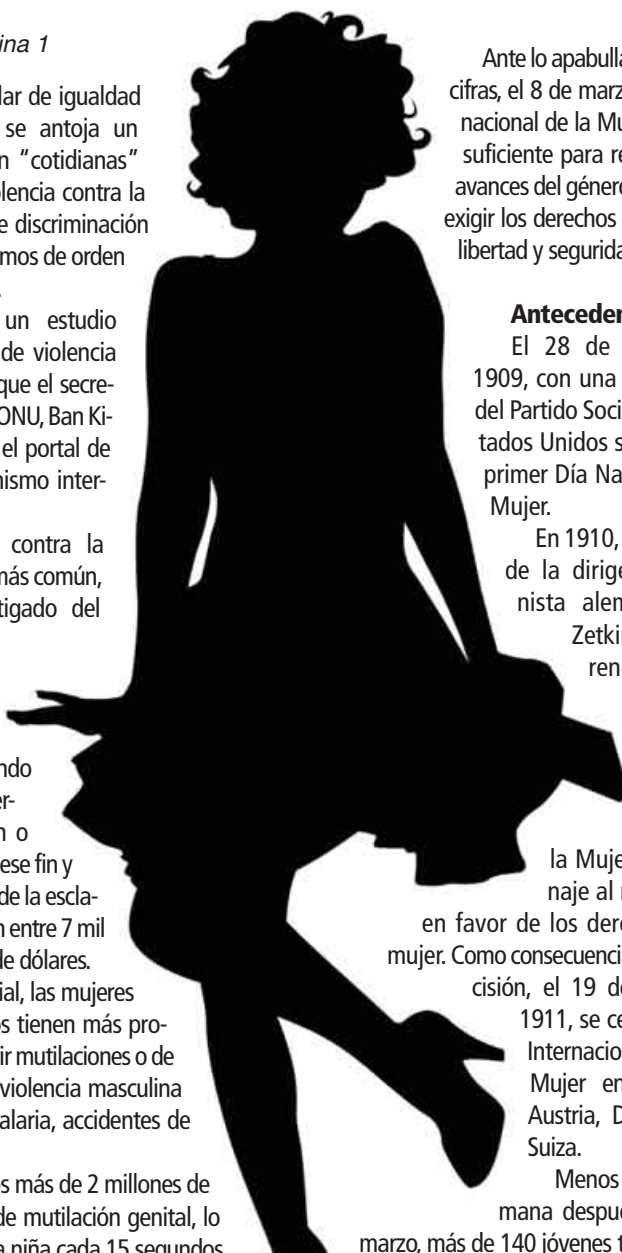 ina 1
lar de igualdad
se antoja un
n “cotidianas”
olencia contra la
e discriminación
mos de orden
.
un estudio
de violencia
que el secre-
ONU, Ban Ki-
el portal de
nismo inter-
contra la
más común,
tigado del
ndo
er-
n o
ese fin y
de la escla-
n entre 7 mil
de dólares.
ial, las mujeres
os tienen más pro-
ir mutilaciones o de
violencia masculina
alaria, accidentes de
os más de 2 millones de
de mutilación genital, lo
a niña cada 15 segundos
Ante lo apabulla
cifras, el 8 de marz
nacional de la Mu
suficiente para re
avances del género
exigir los derechos
libertad y segurida
Anteceden
El 28 de
1909, con una
del Partido Soci
tados Unidos s
primer Día Na
Mujer.
En 1910,
de la dirige
nista alem
Zetki
ren
la Muje
naje al r
en favor de los dere
mujer. Como consecuencia
cisión, el 19 de
1911, se ce
Internacio
Mujer en
Austria, D
Suiza.
Menos
mana despu
marzo, más de 140 jóvenes t